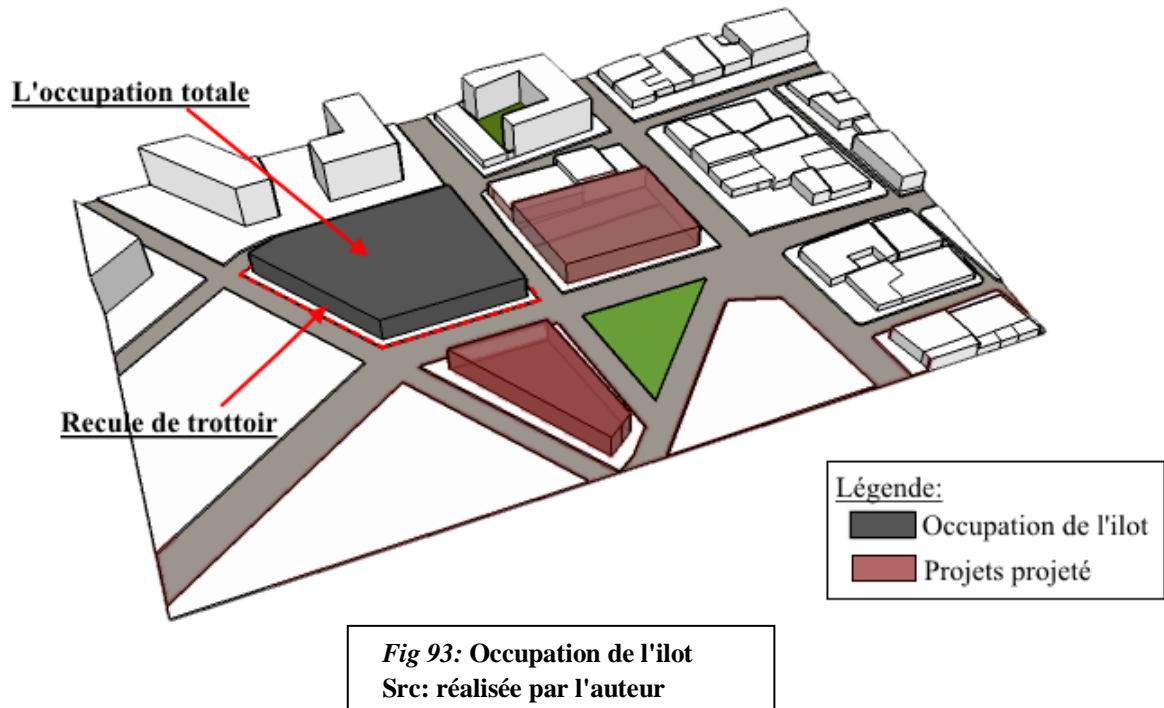 L'occupation totale
Recule de trottoir
Légende:
Occupation de l'ilot
Projets projeté
Fig 93: Occupation de l'ilot
Src: réalisée par l'auteur